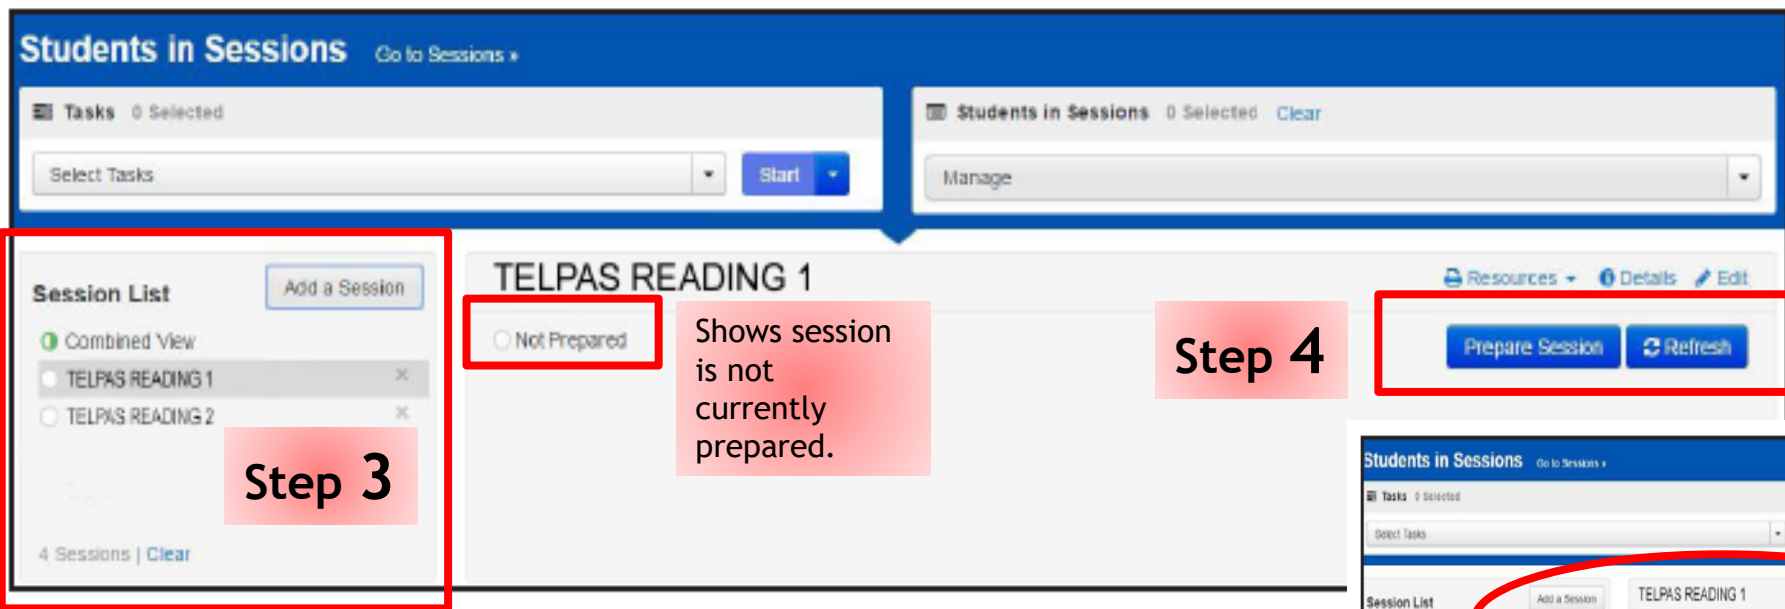 Students in Sessions Go to Sessions »
Tasks 0 Selected
Students in Sessions 0 Selected Clear
Select Tasks
Start
Manage
Session List
Add a Session
Combined View
TELPAS READING 1
TELPAS READING 2
Step 3
4 Sessions | Clear
TELPAS READING 1
Resources
Details
Edit
Not Prepared
Shows session
is not
currently
prepared.
Step 4
Prepare Session
Refresh
Students in Sessions Go to Sessions »
Tasks 0 Selected
Select Tasks
Session List
Add a Session
TELPAS READING 1